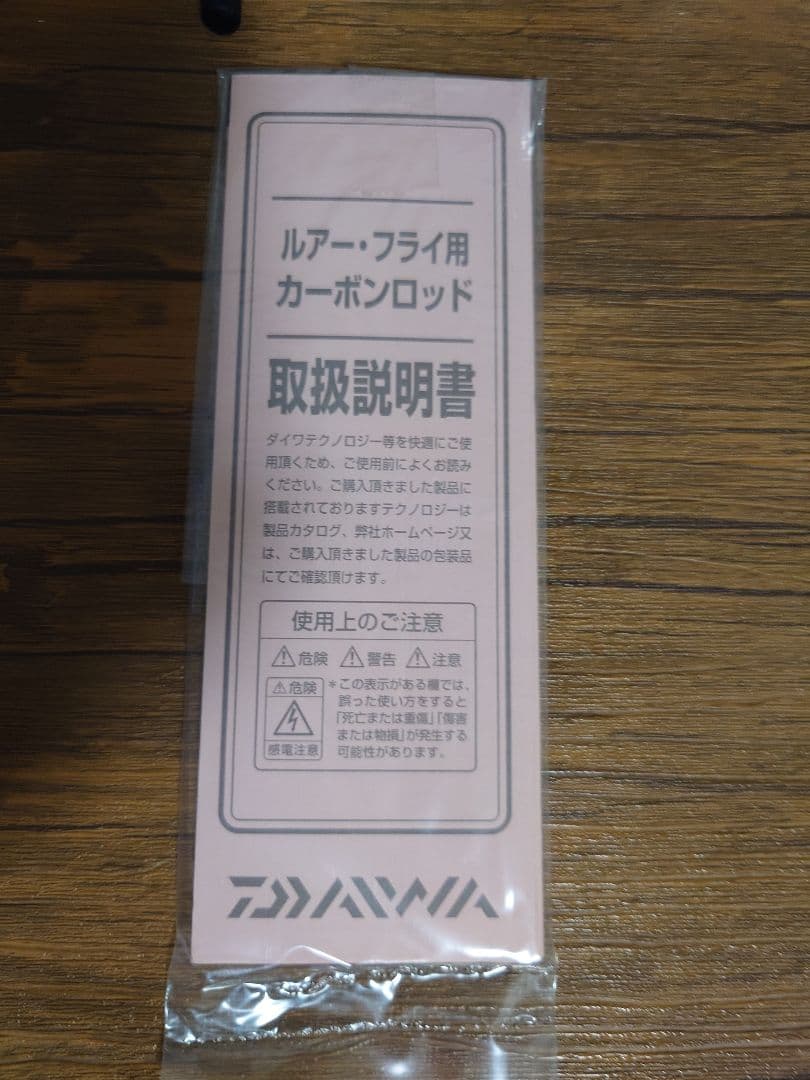 ルアー・フライ用
カーボンロッド
取扱説明書
ダイワテクノロジー等を快適にご使
用頂くため、ご使用前によくお読み
ください。ご購入頂きました製品に
搭載されておりますテクノロジーは
製品カタログ、弊社ホームページ又
は、ご購入頂きました製品の包装品
にてご確認頂けます。
使用上のご注意
⚠危険 ⚠警告 ⚠注意
⚠危険
感電注意
*この表示がある欄では、
誤った使い方をすると
「死亡または重傷」「傷害
または物損」が発生する
可能性があります。
DAIWA